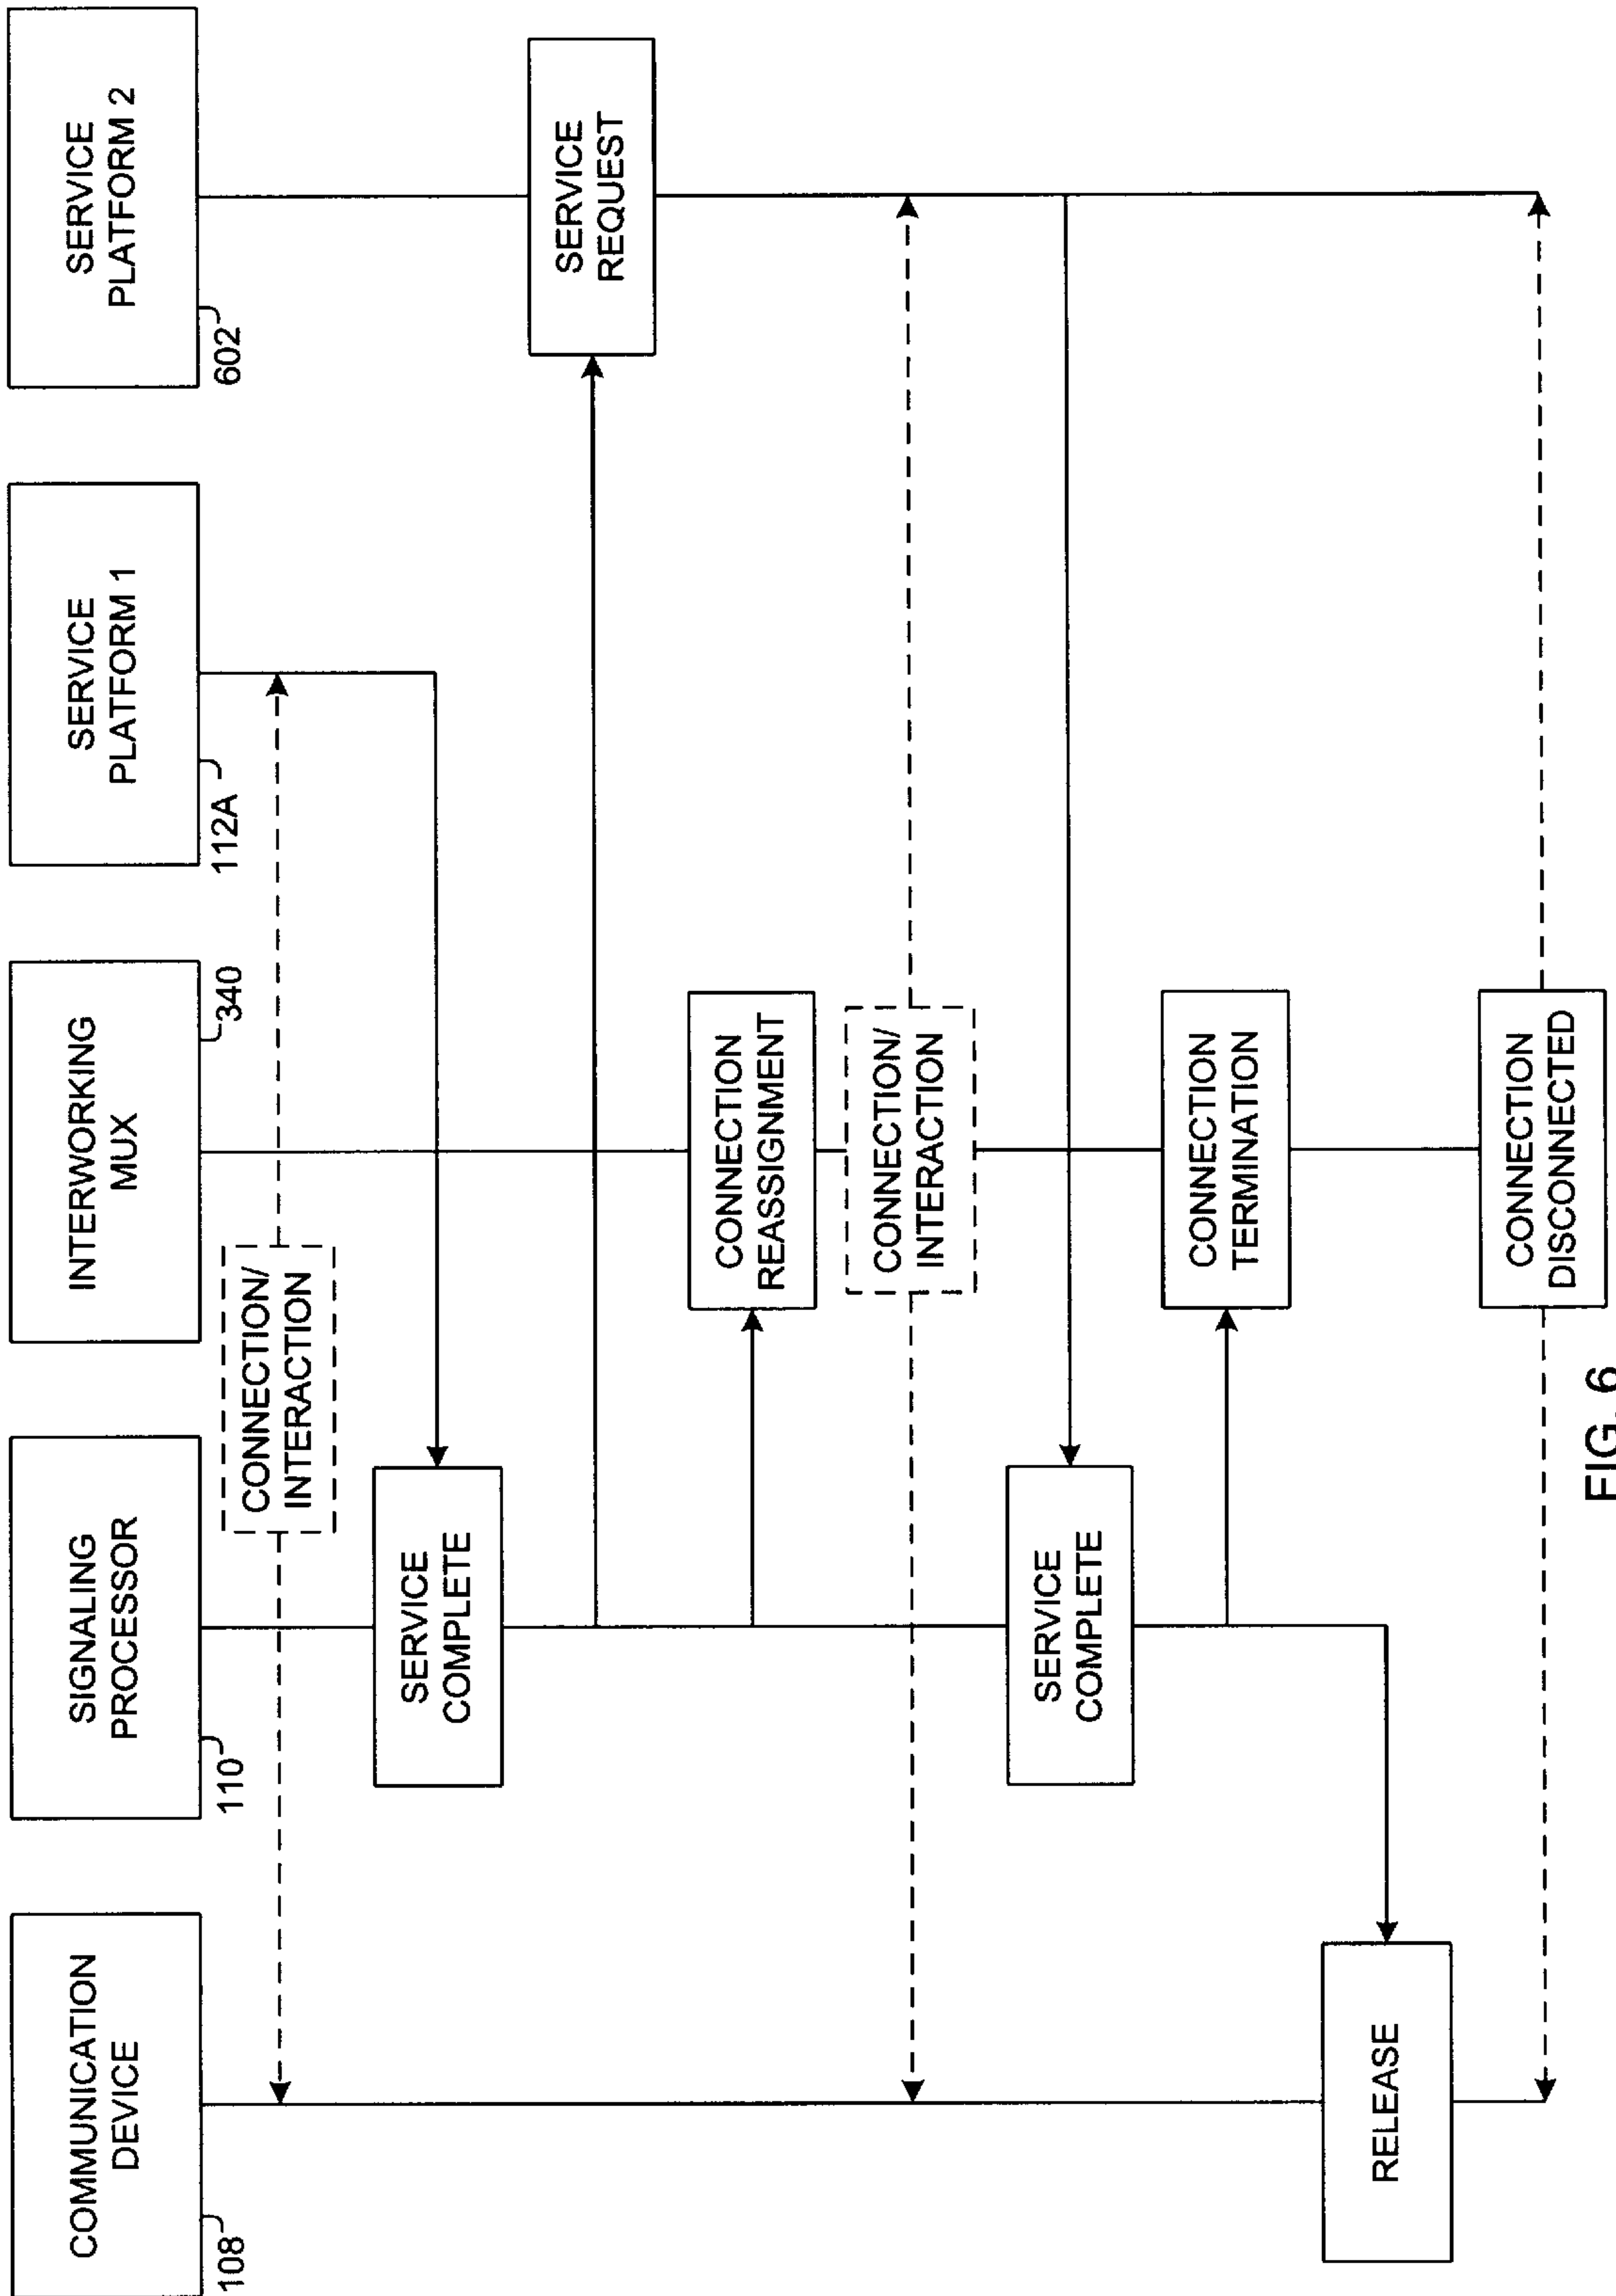 COMMUNICATION
DEVICE
108
SIGNALING
PROCESSOR
110
INTERWORKING
MUX
340
SERVICE
PLATFORM 1
112A
SERVICE
PLATFORM 2
602
CONNECTION/
INTERACTION
SERVICE
COMPLETE
SERVICE
REQUEST
CONNECTION
REASSIGNMENT
CONNECTION/
INTERACTION
SERVICE
COMPLETE
CONNECTION
TERMINATION
RELEASE
CONNECTION
DISCONNECTED
FIG. 6